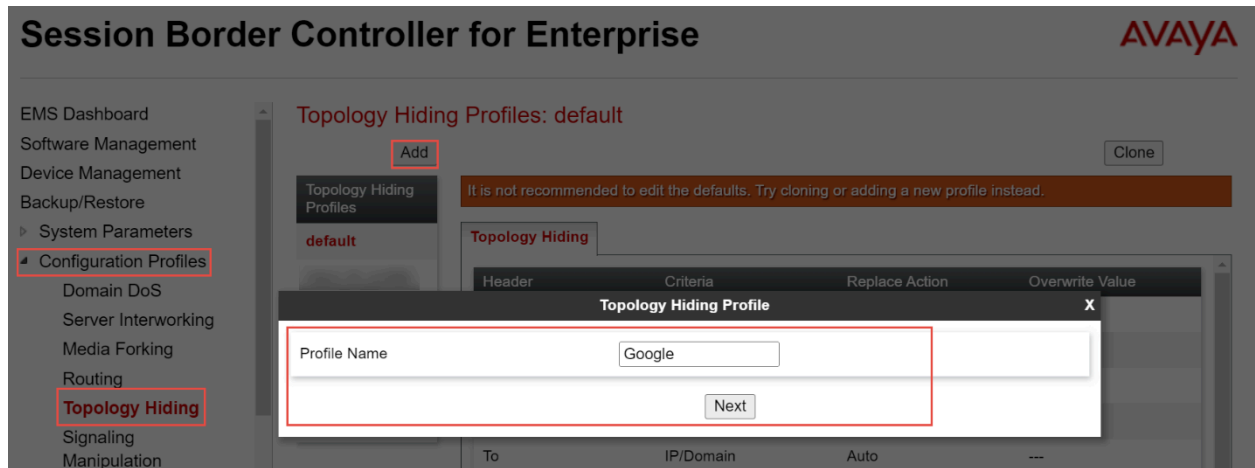 Session Border Controller for Enterprise
AVAYA
EMS Dashboard
Software Management
Device Management
Backup/Restore
System Parameters
Configuration Profiles
Domain DoS
Server Interworking
Media Forking
Routing
Topology Hiding
Signaling
Manipulation
Topology Hiding Profiles: default
Add
Clone
Topology Hiding
Profiles
default
It is not recommended to edit the defaults. Try cloning or adding a new profile instead.
Topology Hiding
Header Criteria Replace Action Overwrite Value
Topology Hiding Profile X
Profile Name Google
Next
To IP/Domain Auto ---